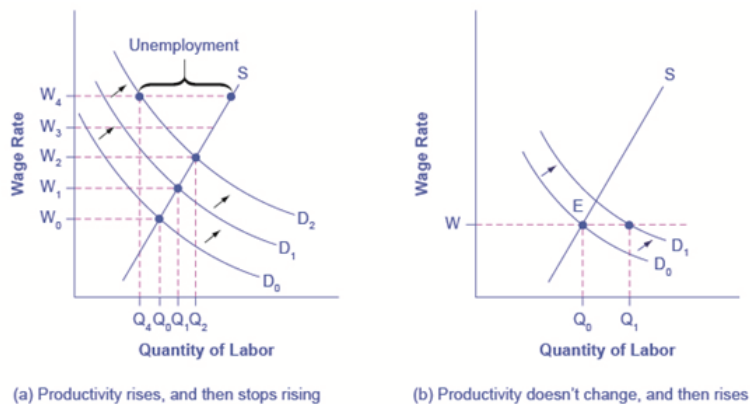 Unemployment
S
W4
W3
W2
W1
W0
D2
D1
D0
Q4 Q0 Q1 Q2
Wage Rate
Quantity of Labor
(a) Productivity rises, and then stops rising
S
E
W
D1
D0
Q0 Q1
Wage Rate
Quantity of Labor
(b) Productivity doesn't change, and then rises